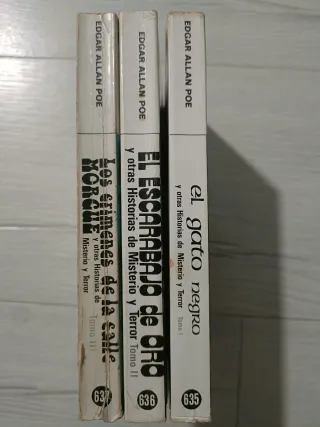 EDGAR ALLAN POE
Los crímenes de la calle
MORGUE
y otras Historias de
Misterio y Terror
Tomo III
637
EDGAR ALLAN POE
EL ESCARABAJO de ORO
y otras Historias de Misterio y Terror Tomo II
636
EDGAR ALLAN POE
el gato negro
y otras Historias de Misterio y Terror Tomo I
635